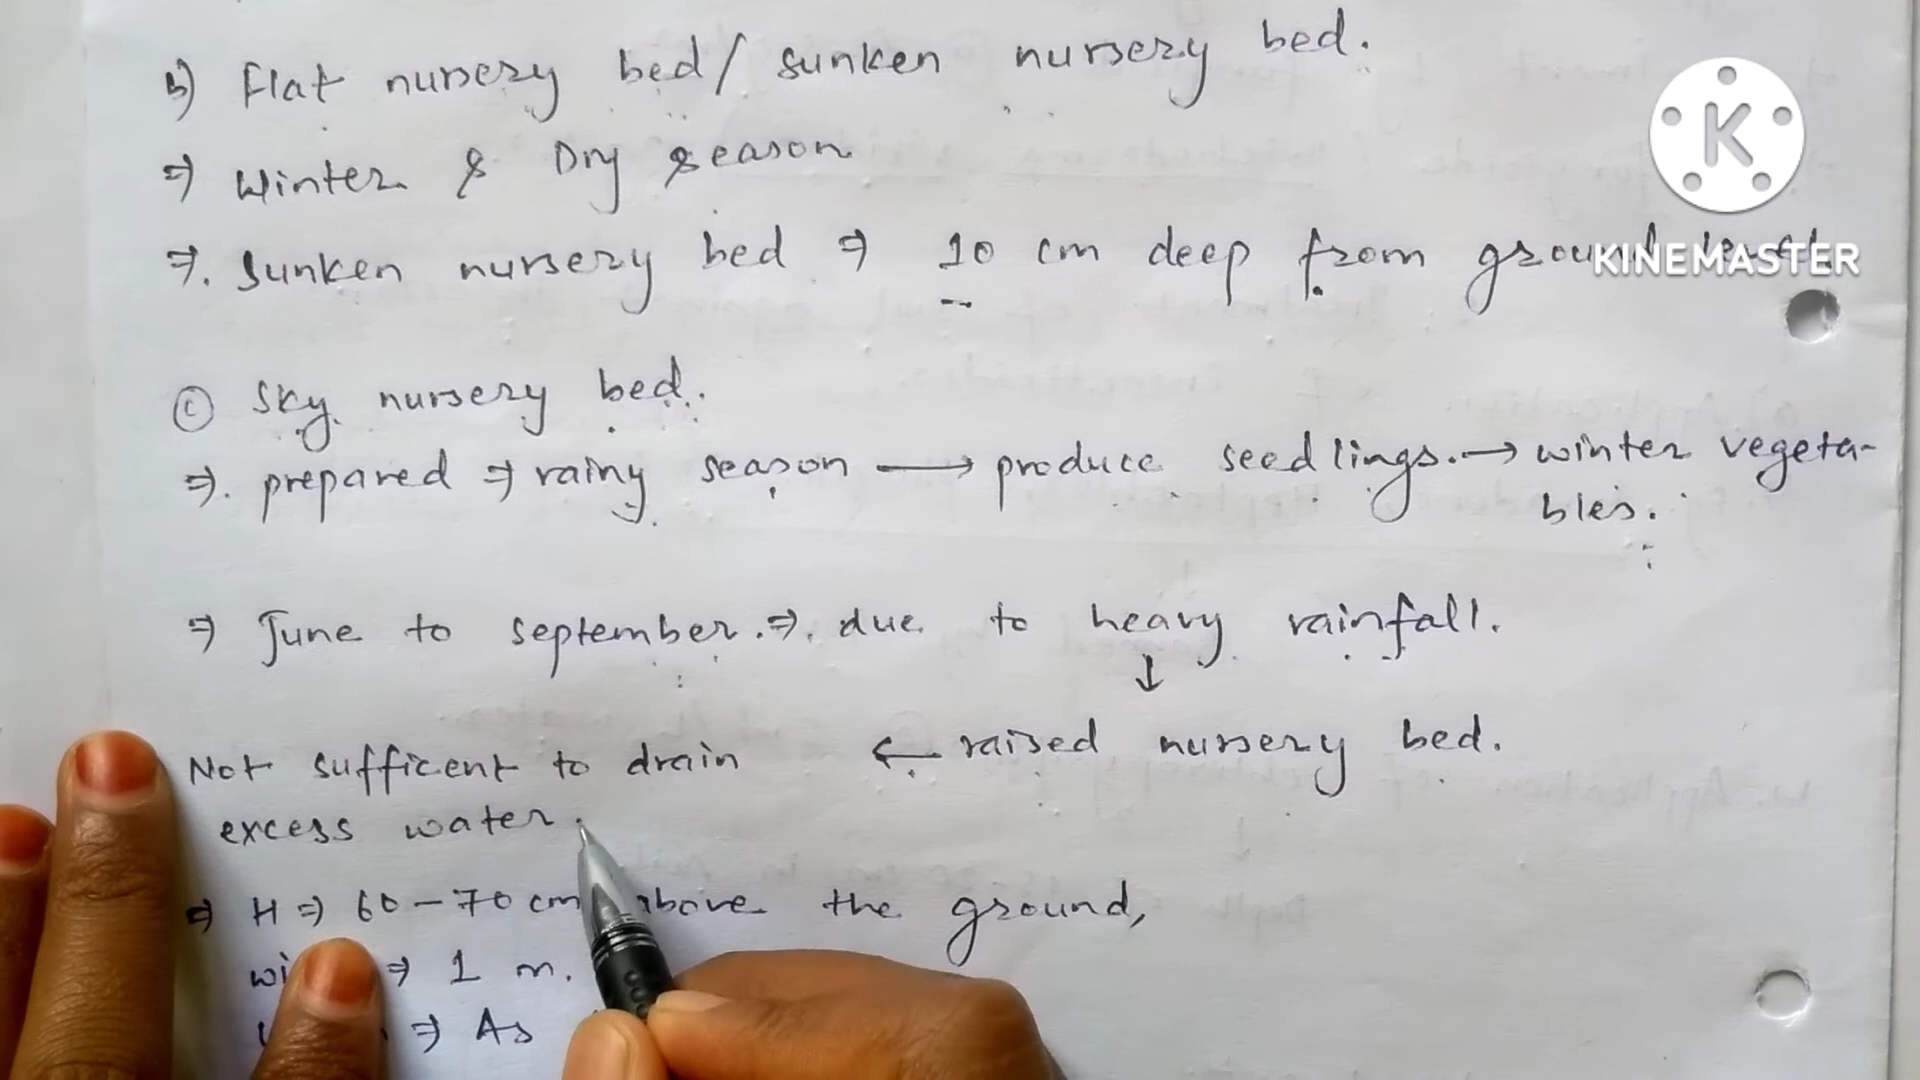 b) Flat nursery bed/ sunken nursery bed.
⇒ Winter & Dry season
⇒. Sunken nursery bed ⇒ 10 cm deep from ground level.
K
KINEMASTER
© Sky nursery bed.
⇒. prepared ⇒ rainy season → produce seedlings. → winter vegeta-
bles.
⇒ June to september. ⇒. due to heavy rainfall.
↓
Not sufficent to drain ← raised nursery bed.
excess water.
⇒ H ⇒ 60-70 cm above the ground,
⇒ 1 m.
⇒ As